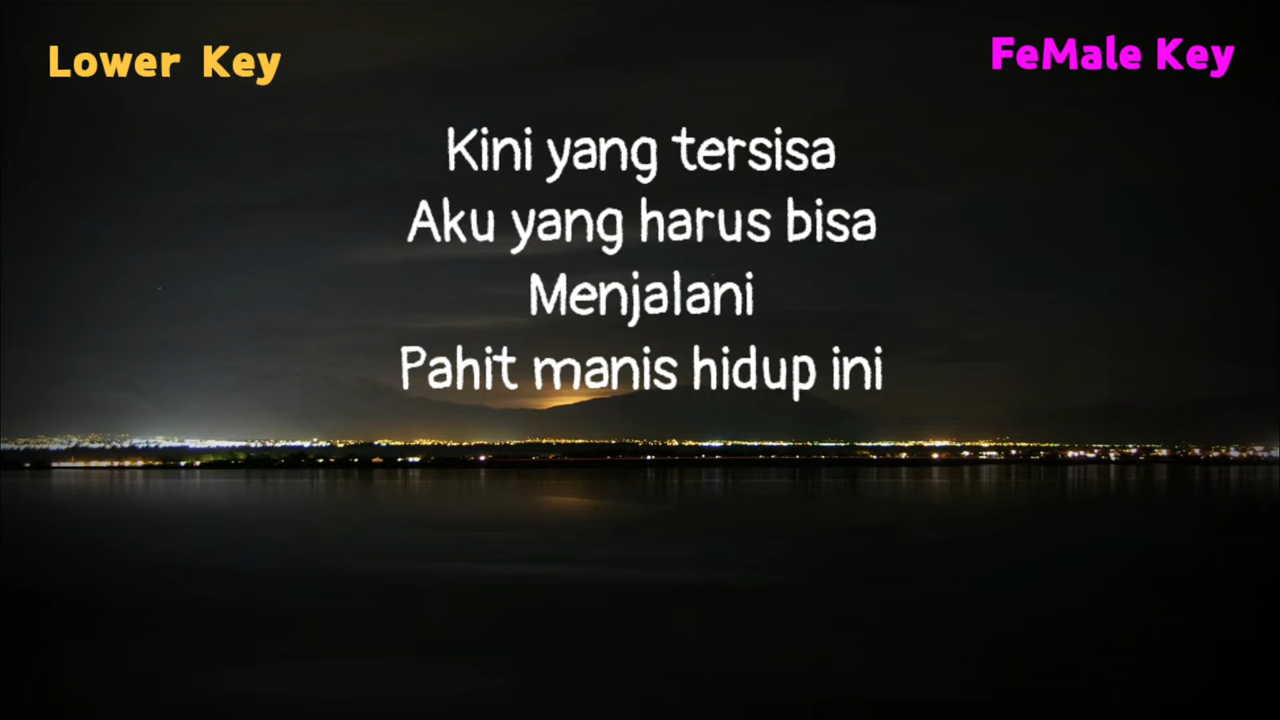 Lower Key
FeMale Key
Kini yang tersisa
Aku yang harus bisa
Menjalani
Pahit manis hidup ini